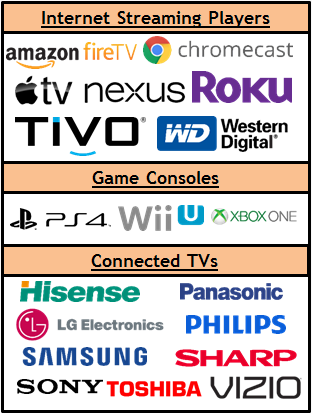 Internet Streaming Players
amazon fireTV chromecast
tv nexus ROKU
TiVo® WD Western Digital®
Game Consoles
PS4 Wii U XBOX ONE
Connected TVs
Hisense Panasonic
LG LG Electronics PHILIPS
SAMSUNG SHARP
SONY TOSHIBA VIZIO